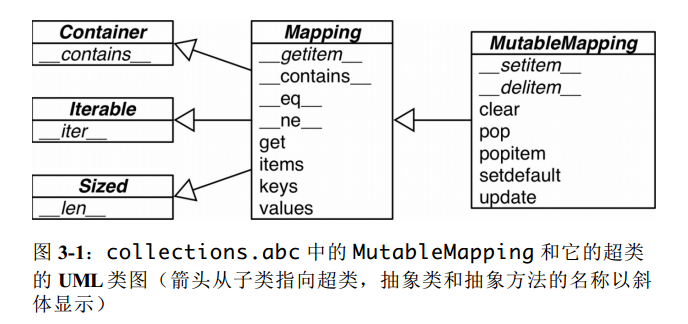 Container
__contains__
Iterable
__iter__
Sized
__len__
Mapping
__getitem__
__contains__
__eq__
__ne__
get
items
keys
values
MutableMapping
__setitem__
__delitem__
clear
pop
popitem
setdefault
update
图 3-1：collections.abc 中的 MutableMapping 和它的超类
的 UML 类图（箭头从子类指向超类，抽象类和抽象方法的名称以斜
体显示）